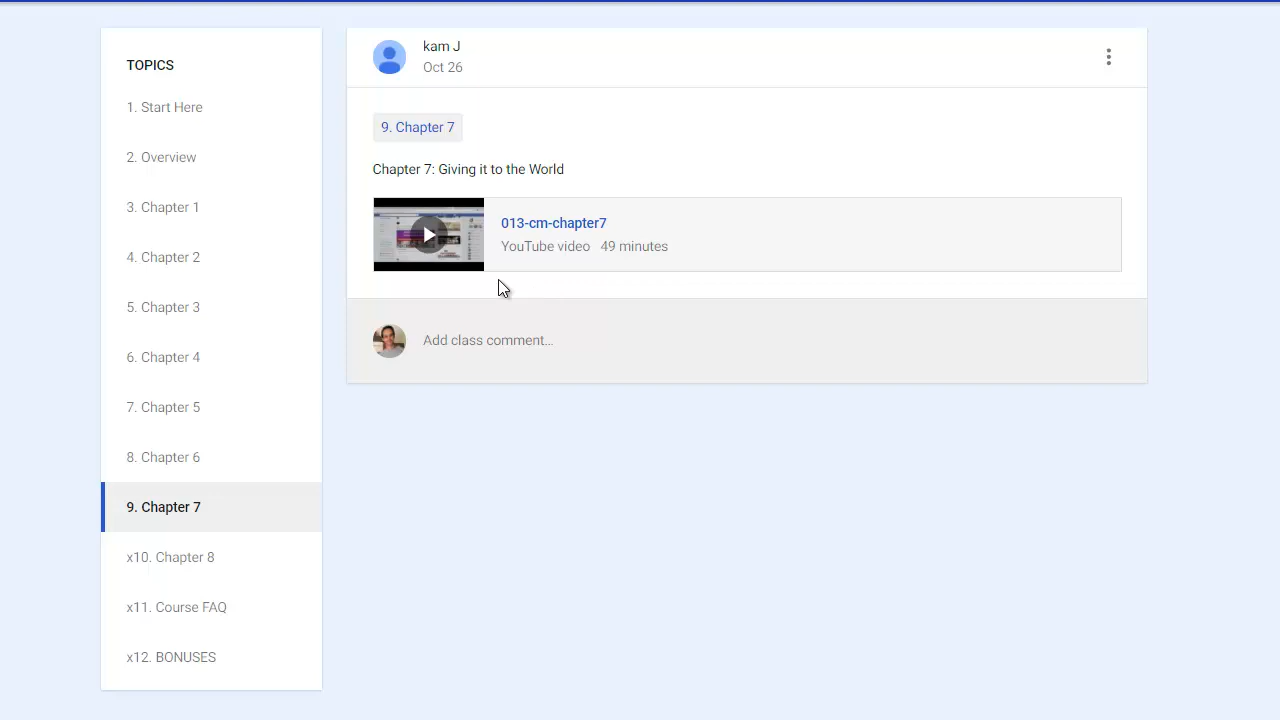 TOPICS
1. Start Here
2. Overview
3. Chapter 1
4. Chapter 2
5. Chapter 3
6. Chapter 4
7. Chapter 5
8. Chapter 6
9. Chapter 7
x10. Chapter 8
x11. Course FAQ
x12. BONUSES
kam J
Oct 26
9. Chapter 7
Chapter 7: Giving it to the World
013-cm-chapter7
YouTube video 49 minutes
Add class comment...